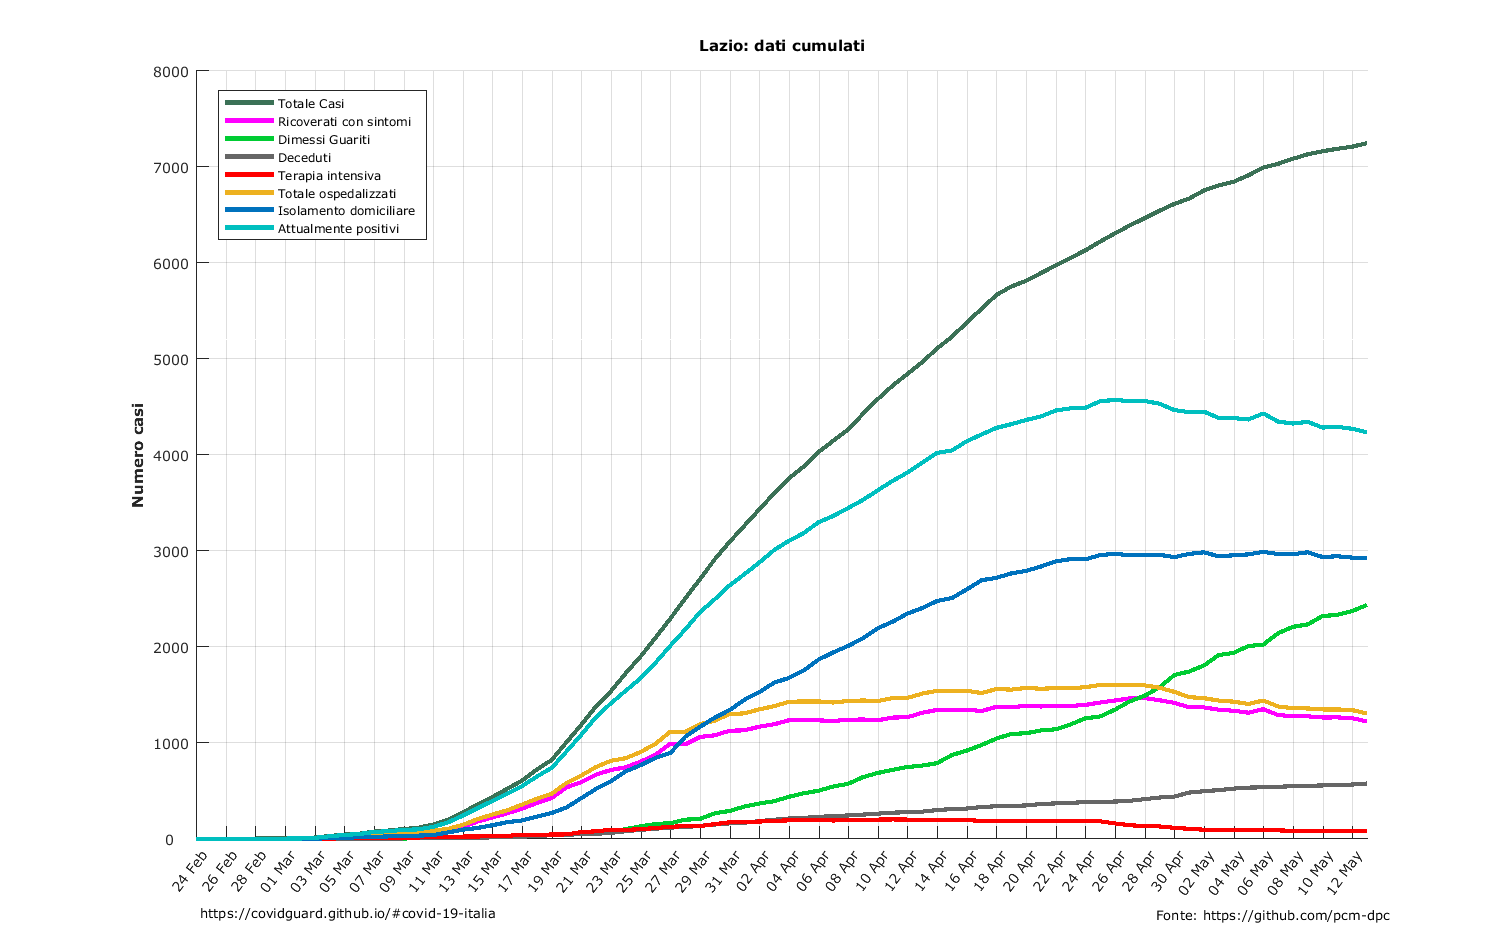 Lazio: dati cumulati
Numero casi
8000
7000
6000
5000
4000
3000
2000
1000
0
Totale Casi
Ricoverati con sintomi
Dimessi Guariti
Deceduti
Terapia intensiva
Totale ospedalizzati
Isolamento domiciliare
Attualmente positivi
24 Feb
26 Feb
28 Feb
01 Mar
03 Mar
05 Mar
07 Mar
09 Mar
11 Mar
13 Mar
15 Mar
17 Mar
19 Mar
21 Mar
23 Mar
25 Mar
27 Mar
29 Mar
31 Mar
02 Apr
04 Apr
06 Apr
08 Apr
10 Apr
12 Apr
14 Apr
16 Apr
18 Apr
20 Apr
22 Apr
24 Apr
26 Apr
28 Apr
30 Apr
02 May
04 May
06 May
08 May
10 May
12 May
https://covidguard.github.io/#covid-19-italia
Fonte: https://github.com/pcm-dpc